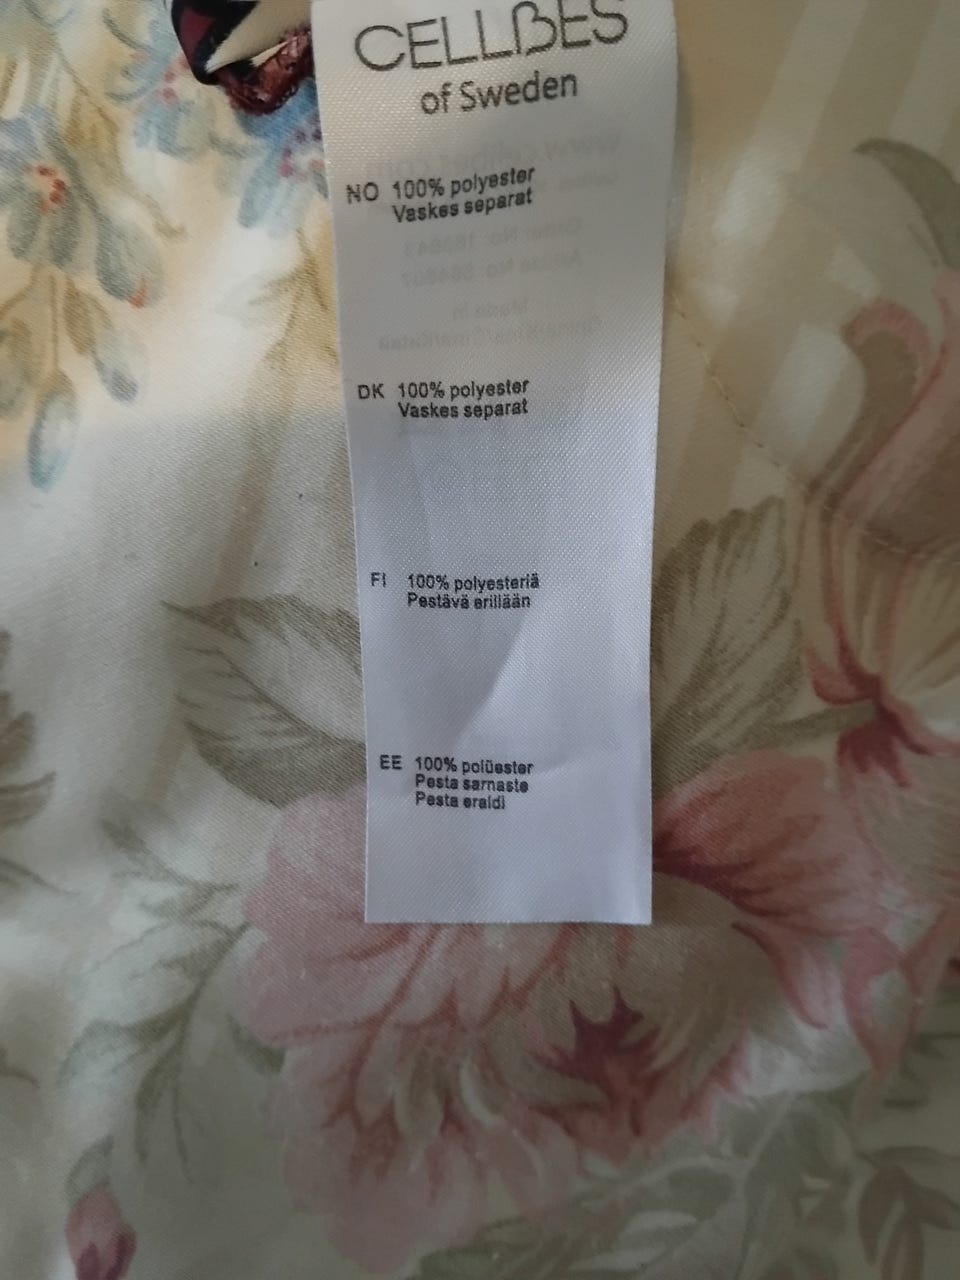 CELLBES
of Sweden
NO 100% polyester
Vaskes separat
DK 100% polyester
Vaskes separat
FI 100% polyesteriä
Pestävä erillään
EE 100% polüester
Pesta sarnaste
Pesta eraldi